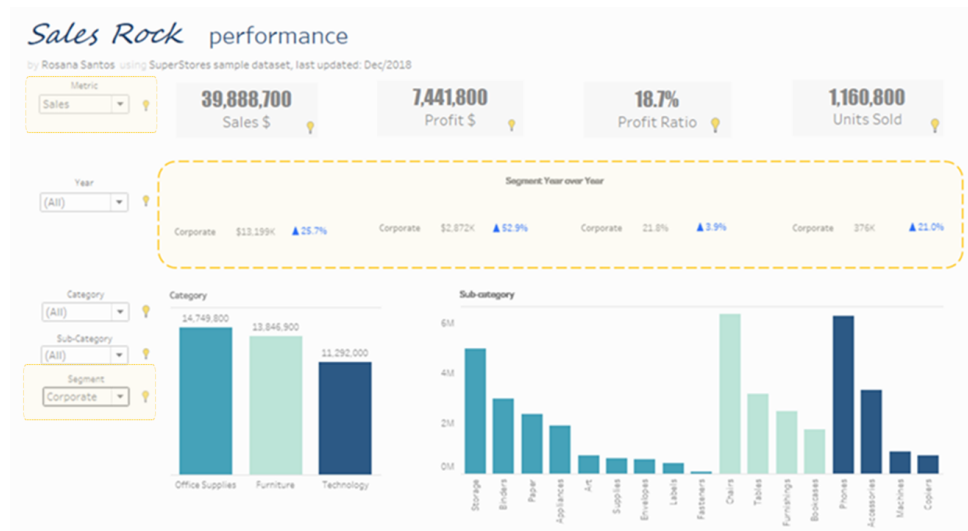 Sales Rock performance
by Rosana Santos using SuperStores sample dataset, last updated: Dec/2018
Metric
Sales
39,888,700
Sales $
7,441,800
Profit $
18.7%
Profit Ratio
1,160,800
Units Sold
Year
(All)
Segment Year over Year
Corporate $13,199K ▲25.7%
Corporate $2,872K ▲52.9%
Corporate 21.8% ▲3.9%
Corporate 376K ▲21.0%
Category
(All)
Sub-Category
(All)
Segment
Corporate
Category
14,749,800
13,846,900
11,292,000
Office Supplies
Furniture
Technology
Sub-category
6M
4M
2M
0M
Storage
Binders
Paper
Appliances
Art
Supplies
Envelopes
Labels
Fasteners
Chairs
Tables
Furnishings
Bookcases
Phones
Accessories
Machines
Copiers